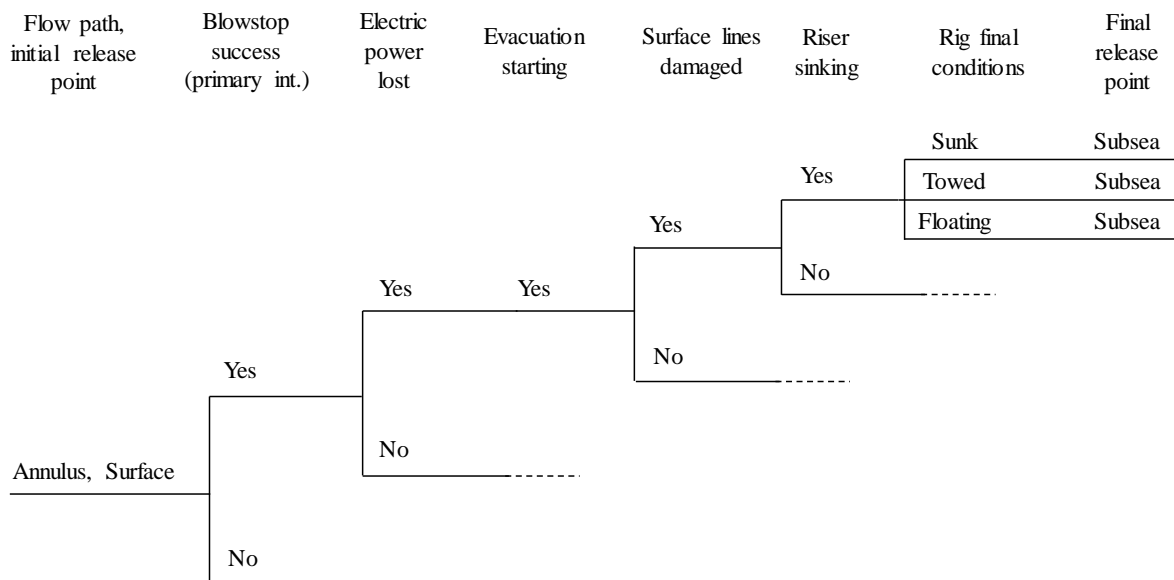 Flow path,
initial release
point
Blowstop
success
(primary int.)
Electric
power
lost
Evacuation
starting
Surface lines
damaged
Riser
sinking
Rig final
conditions
Final
release
point
Sunk
Subsea
Yes
Towed
Subsea
Yes
Floating
Subsea
No
Yes
Yes
No
Yes
No
Annulus, Surface
No